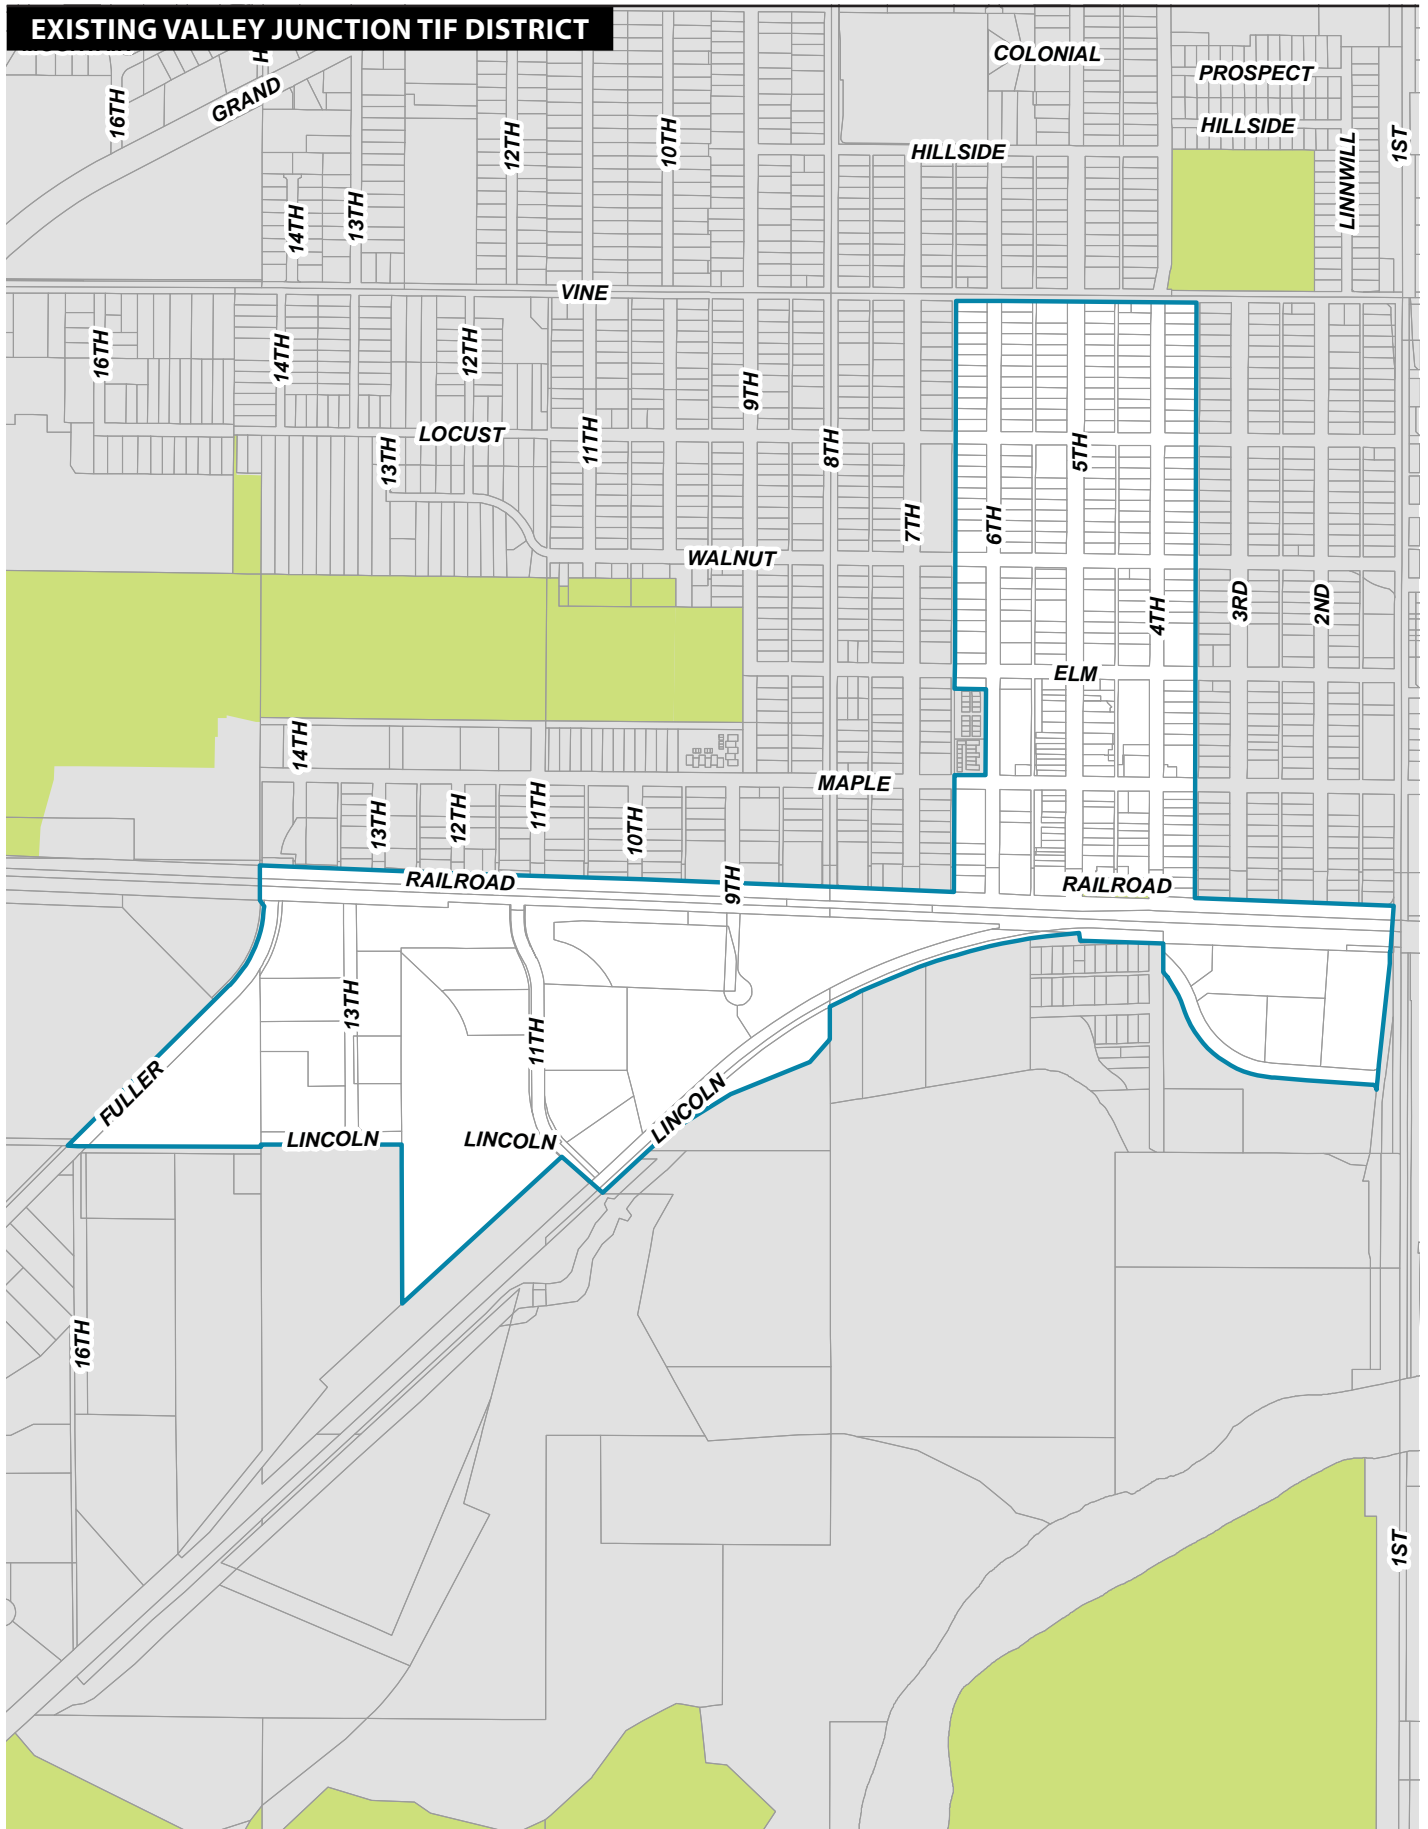 EXISTING VALLEY JUNCTION TIF DISTRICT
COLONIAL
PROSPECT
16TH
GRAND
HILLSIDE
12TH
10TH
HILLSIDE
1ST
LINNWILL
14TH
13TH
VINE
16TH
14TH
12TH
9TH
LOCUST
11TH
8TH
5TH
13TH
7TH
6TH
WALNUT
3RD
2ND
4TH
ELM
14TH
MAPLE
13TH
12TH
11TH
10TH
RAILROAD
9TH
RAILROAD
13TH
11TH
FULLER
LINCOLN
LINCOLN
LINCOLN
16TH
1ST